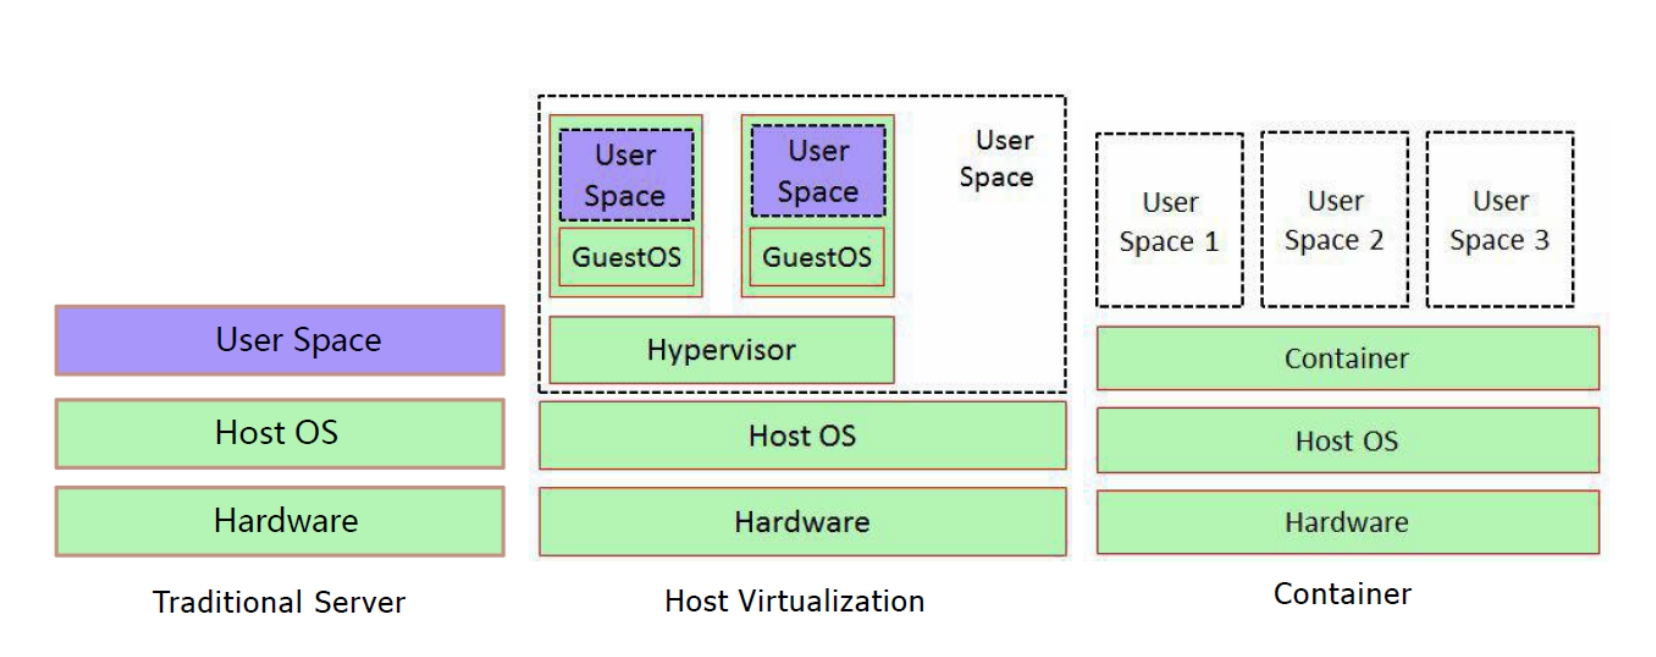 User Space
Host OS
Hardware
Traditional Server
User
Space
GuestOS
User
Space
GuestOS
User
Space
Hypervisor
Host OS
Hardware
Host Virtualization
User
Space 1
User
Space 2
User
Space 3
Container
Host OS
Hardware
Container